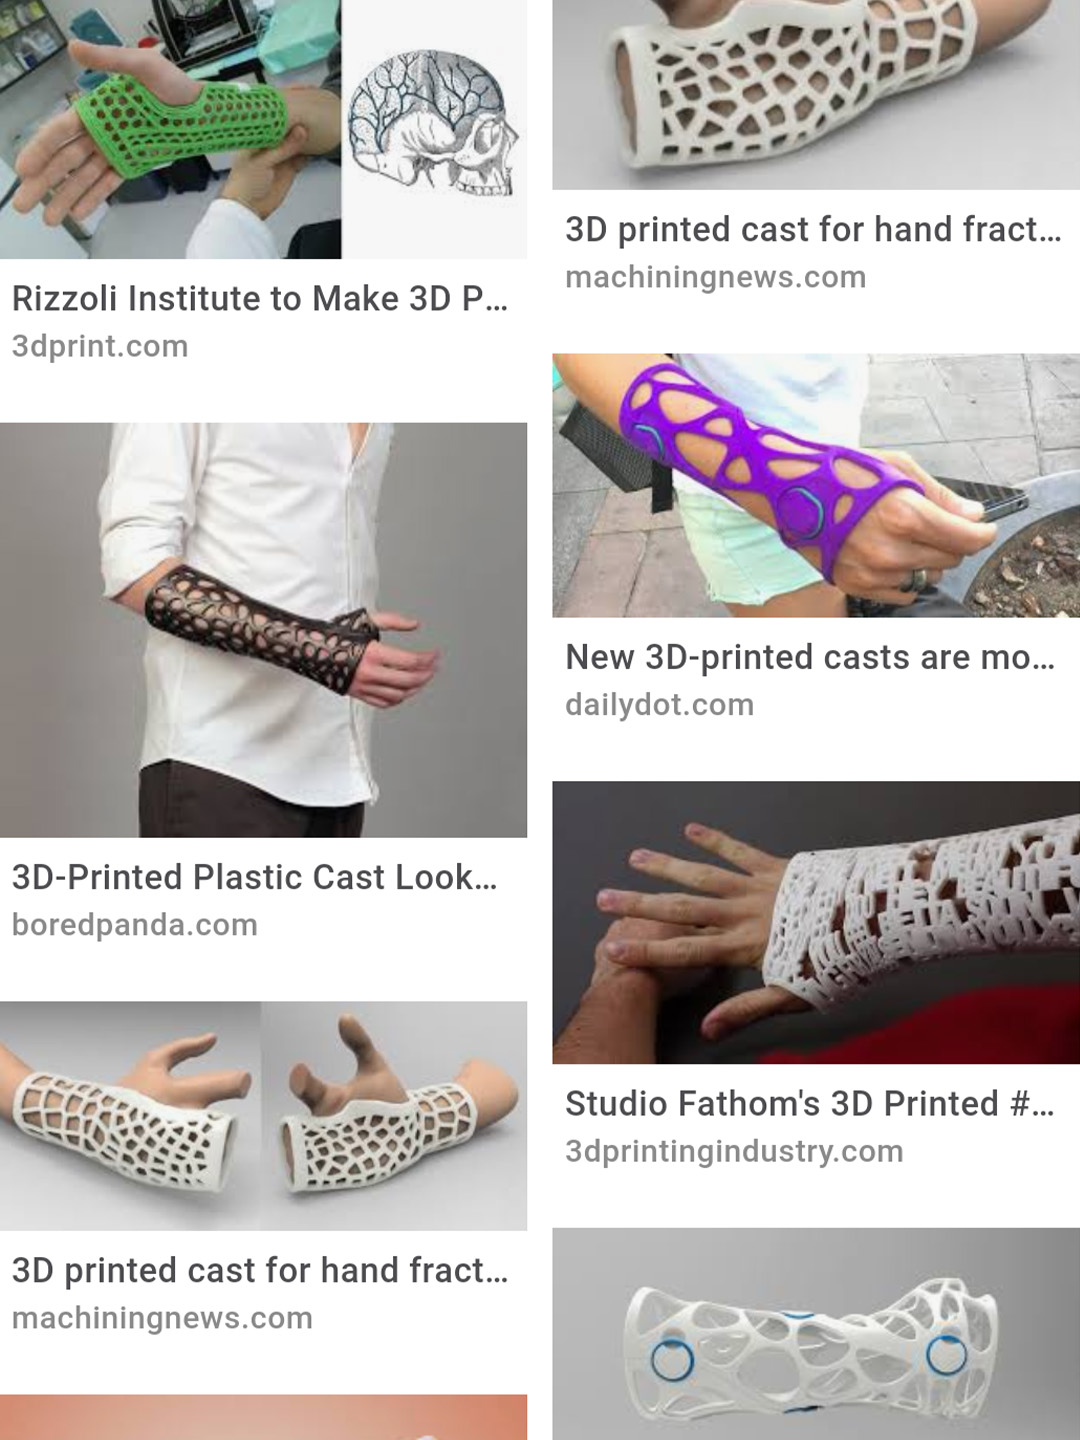 Rizzoli Institute to Make 3D P...
3dprint.com
3D printed cast for hand fract...
machiningnews.com
New 3D-printed casts are mo...
dailydot.com
3D-Printed Plastic Cast Look...
boredpanda.com
BEAUTIFUL
SOON
Studio Fathom's 3D Printed #...
3dprintingindustry.com
3D printed cast for hand fract...
machiningnews.com